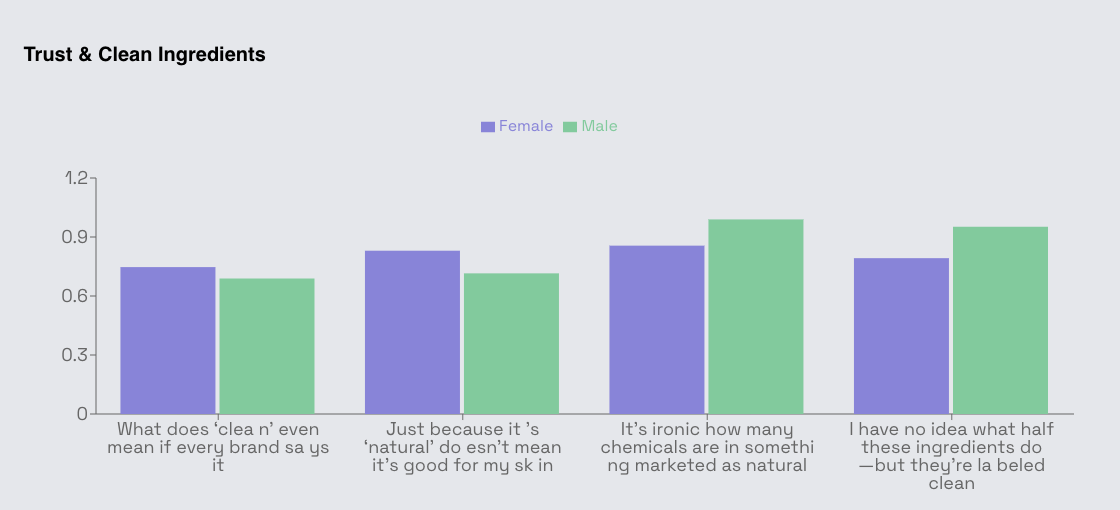 Trust & Clean Ingredients
Female Male
1.2
0.9
0.6
0.3
0
What does ‘clea n’ even
mean if every brand sa ys
it
Just because it ’s
‘natural’ do esn’t mean
it’s good for my sk in
It’s ironic how many
chemicals are in somethi
ng marketed as natural
I have no idea what half
these ingredients do
—but they’re la beled
clean